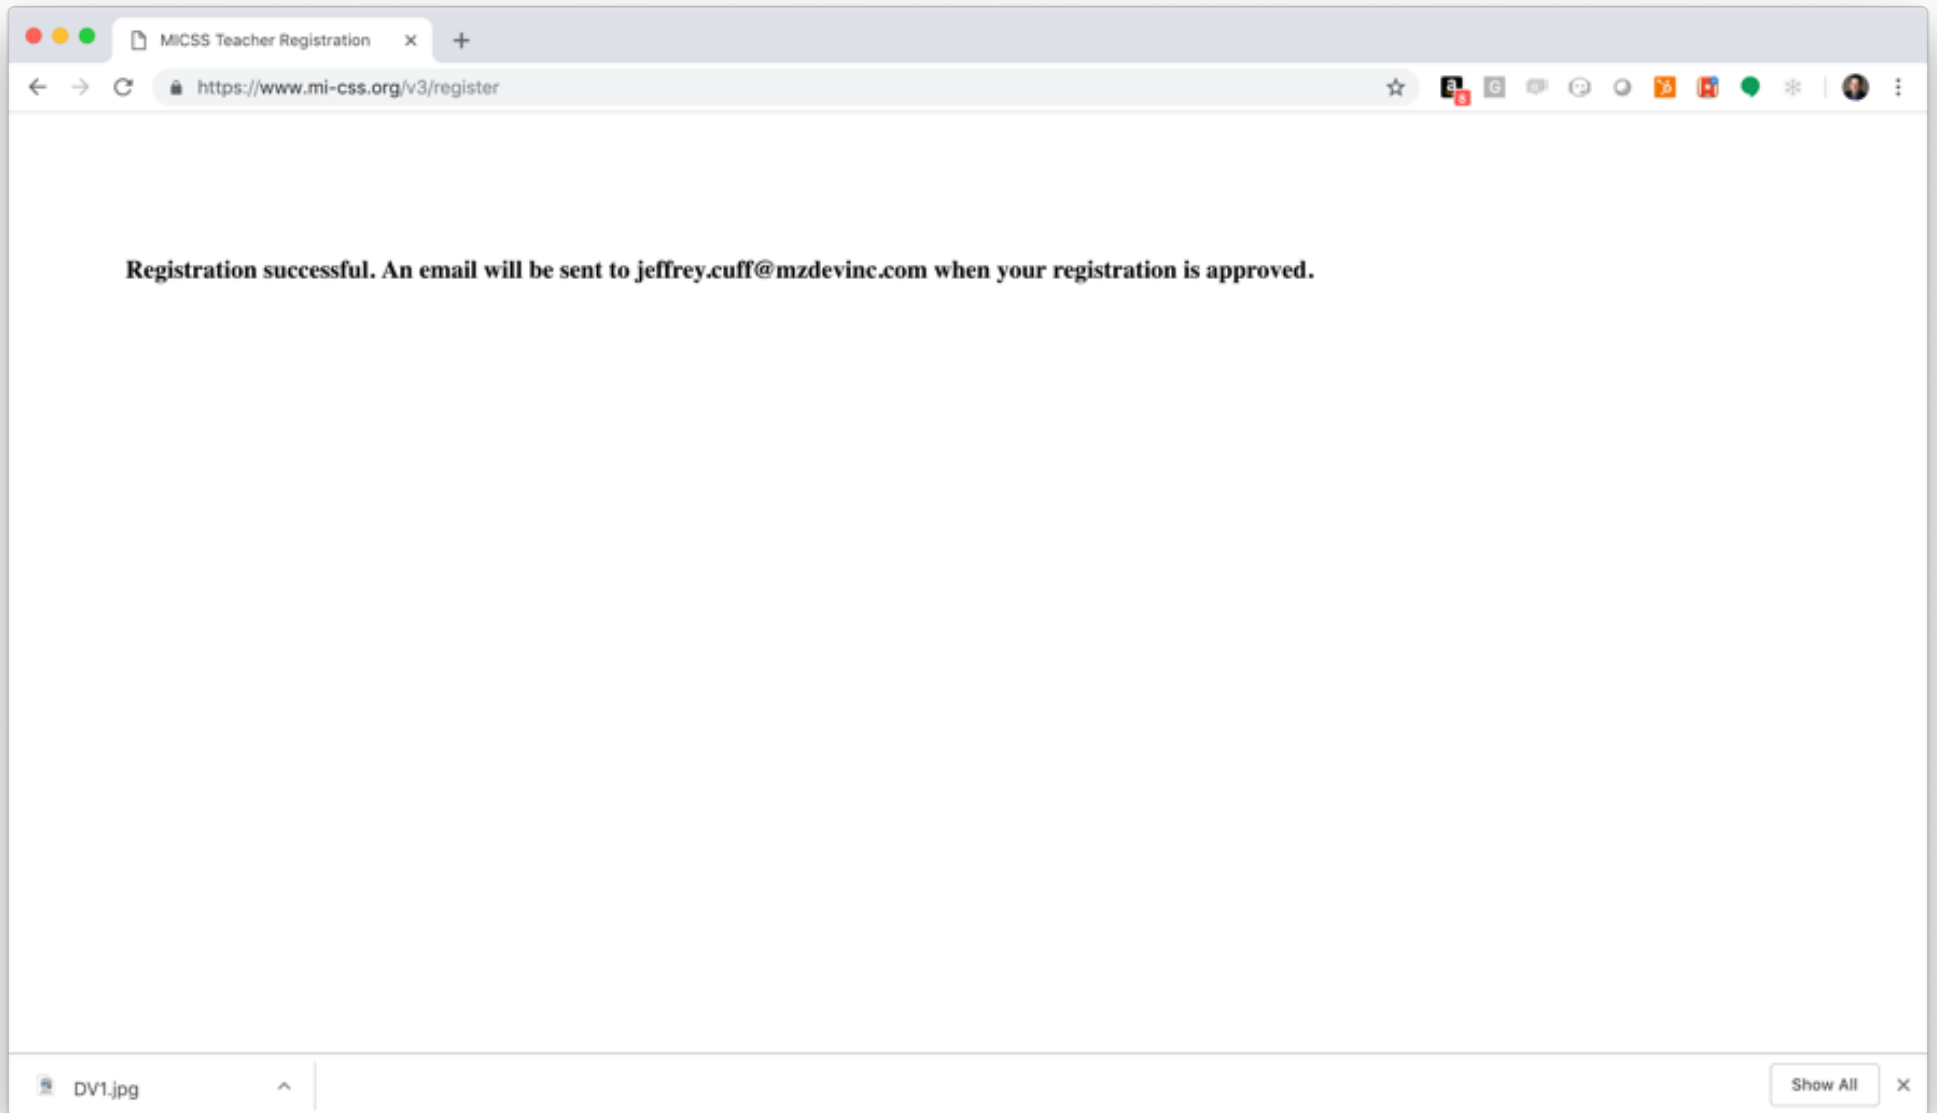 MICSS Teacher Registration
https://www.mi-css.org/v3/register
Registration successful. An email will be sent to jeffrey.cuff@mzdevinc.com when your registration is approved.
DV1.jpg
Show All